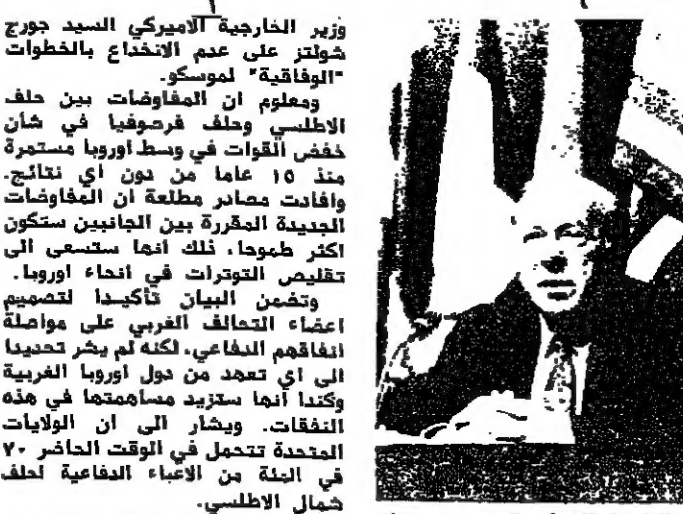 وزير الخارجية الاميركي السيد جورج
شولتز على عدم الانخداع بالخطوات
"الوفاقية" لموسكو.
ومعلوم ان المفاوضات بين حلف
الاطلسي وحلف فرصوفيا في شأن
خفض القوات في وسط اوروبا مستمرة
منذ ١٥ عاما من دون اي نتائج.
وافادت مصادر مطلعة ان المفاوضات
الجديدة المقررة بين الجانبين ستكون
اكثر طموحا، ذلك انها ستسعى الى
تقليص التوترات في انحاء اوروبا.
وتضمن البيان تأكيدا لتصميم
اعضاء التحالف الغربي على مواصلة
انفاقهم الدفاعي، لكنه لم يشر تحديدا
الى اي تعهد من دول اوروبا الغربية
وكندا انها ستزيد مساهمتها في هذه
النفقات. ويشار الى ان الولايات
المتحدة تتحمل في الوقت الحاضر ٧٠
في المئة من الاعباء الدفاعية لحلف
شمال الاطلسي.